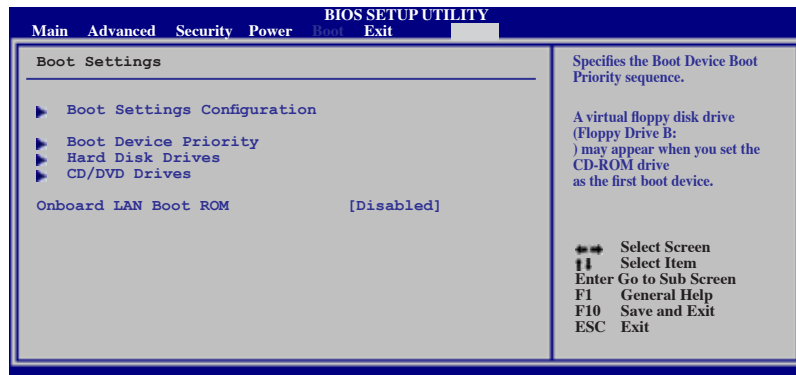 BIOS SETUP UTILITY
Main Advanced Security Power Boot Exit
Boot Settings
Boot Settings Configuration
Boot Device Priority
Hard Disk Drives
CD/DVD Drives
Onboard LAN Boot ROM [Disabled]
Specifies the Boot Device Boot
Priority sequence.
A virtual floppy disk drive
(Floppy Drive B:
) may appear when you set the
CD-ROM drive
as the first boot device.
Select Screen
Select Item
Enter Go to Sub Screen
F1 General Help
F10 Save and Exit
ESC Exit